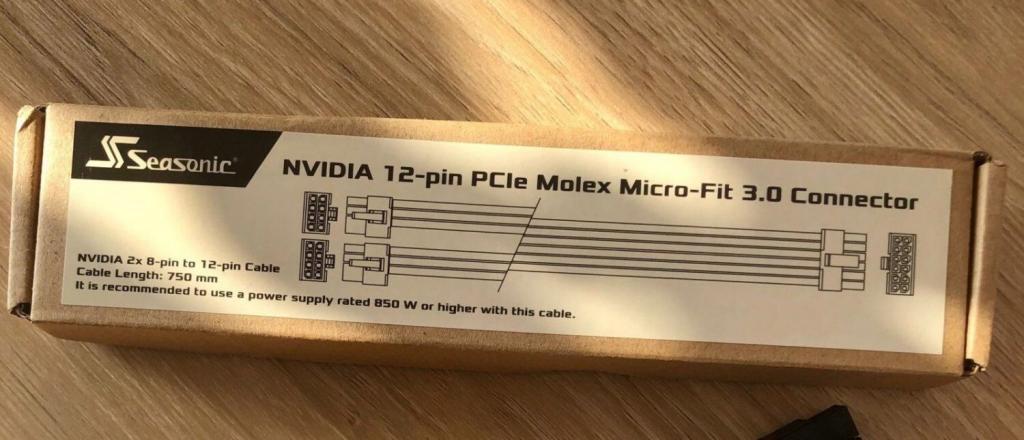 Seasonic®
NVIDIA 12-pin PCIe Molex Micro-Fit 3.0 Connector
NVIDIA 2x 8-pin to 12-pin Cable
Cable Length: 750 mm
It is recommended to use a power supply rated 850 W or higher with this cable.